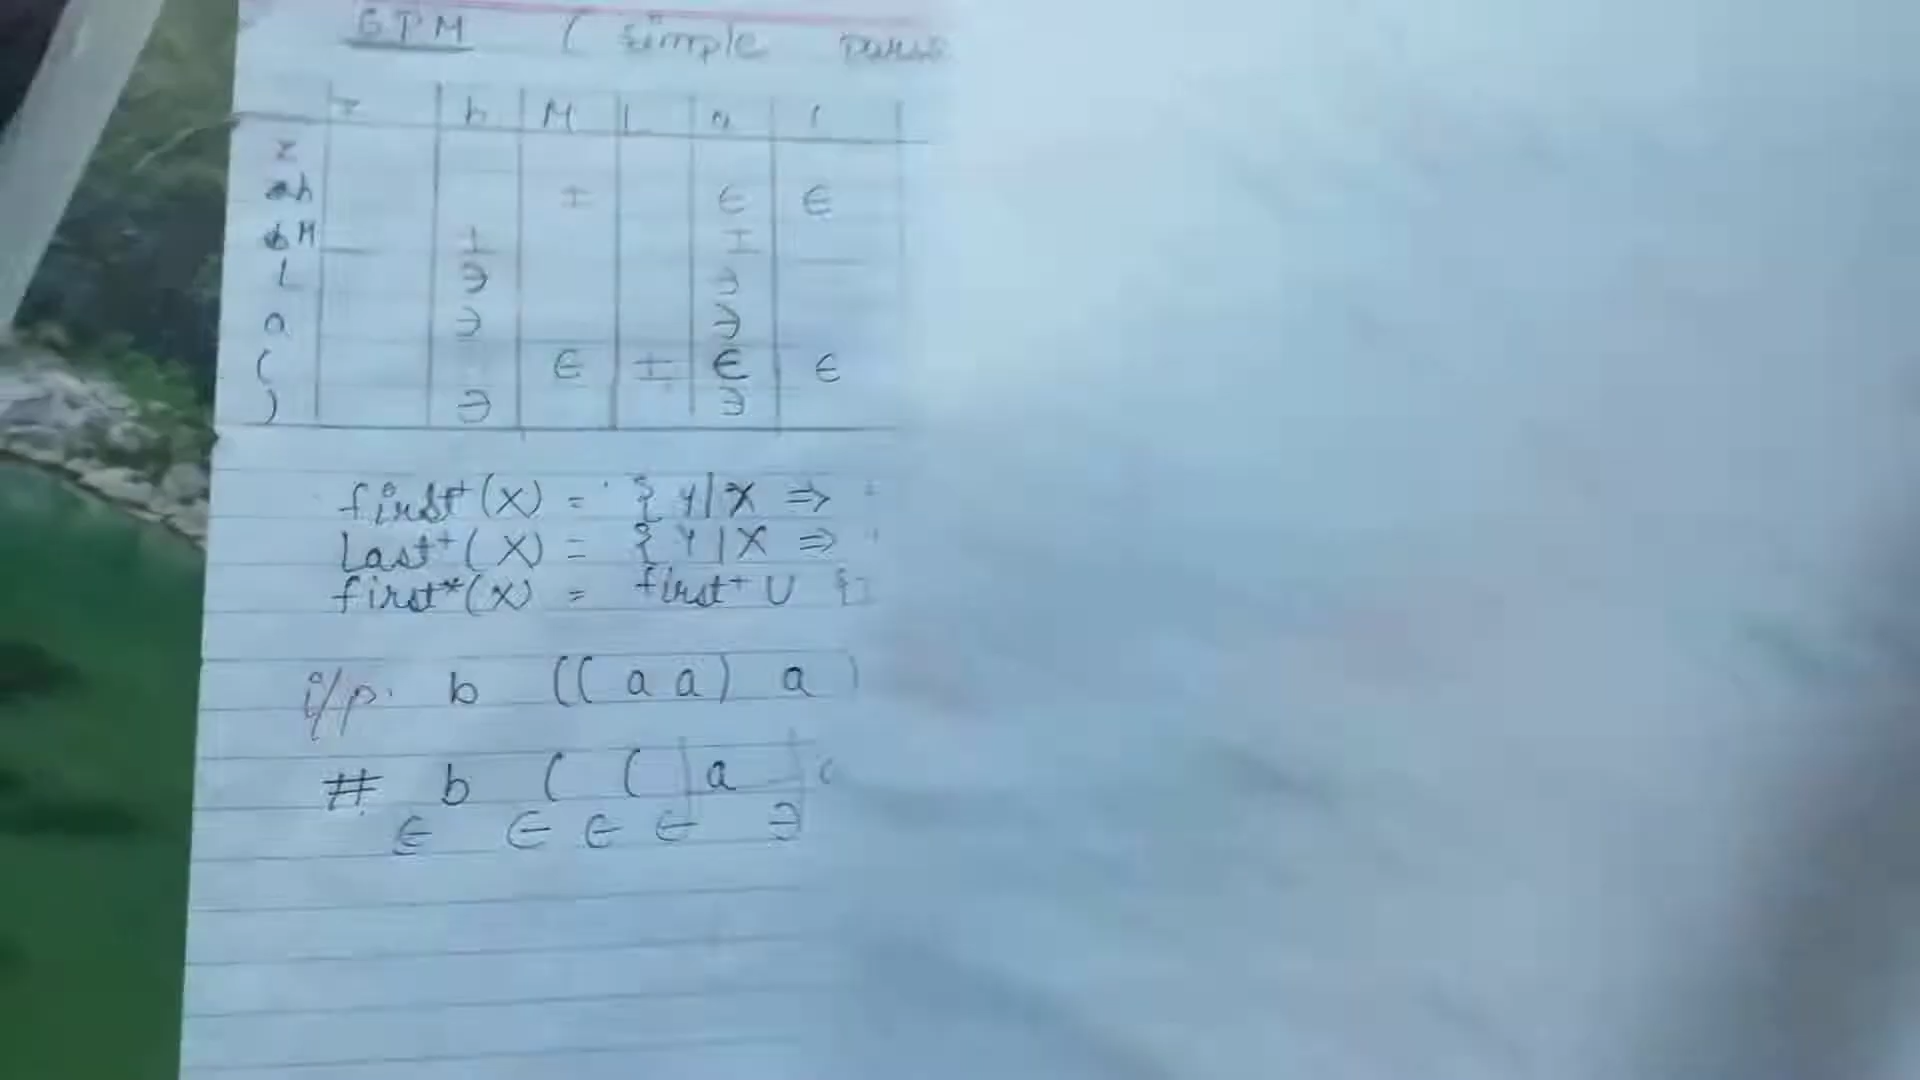 SPM ( simple
z b M L a (
z
b ± ∈ ∈
M ± ±
L ∋ ∋
a ∋ ∋
( ∈ ± ∈ ∈
) ∋ ∋
first⁺(X) = { Y | X ⇒
Last⁺(X) = { Y | X ⇒
first*(X) = first⁺ ∪ {
i/p. b ((a a) a )
# b ( ( a
∈ ∈ ∈ ∈ ∋